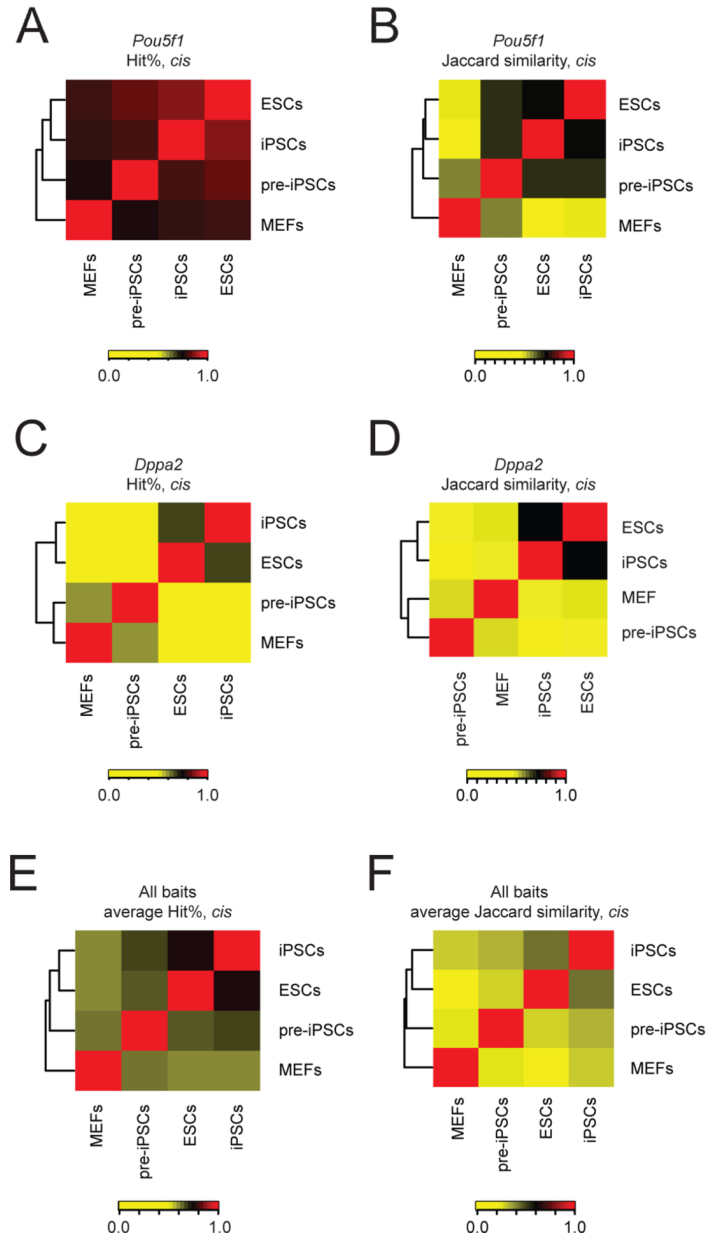 A
Pou5f1
Hit%, cis
ESCs
iPSCs
pre-iPSCs
MEFs
MEFs
pre-iPSCs
iPSCs
ESCs
0.0
1.0
B
Pou5f1
Jaccard similarity, cis
ESCs
iPSCs
pre-iPSCs
MEFs
MEFs
pre-iPSCs
ESCs
iPSCs
0.0
1.0
C
Dppa2
Hit%, cis
iPSCs
ESCs
pre-iPSCs
MEFs
MEFs
pre-iPSCs
ESCs
iPSCs
0.0
1.0
D
Dppa2
Jaccard similarity, cis
ESCs
iPSCs
MEF
pre-iPSCs
pre-iPSCs
MEF
iPSCs
ESCs
0.0
1.0
E
All baits
average Hit%, cis
iPSCs
ESCs
pre-iPSCs
MEFs
MEFs
pre-iPSCs
ESCs
iPSCs
0.0
1.0
F
All baits
average Jaccard similarity, cis
iPSCs
ESCs
pre-iPSCs
MEFs
MEFs
pre-iPSCs
ESCs
iPSCs
0.0
1.0